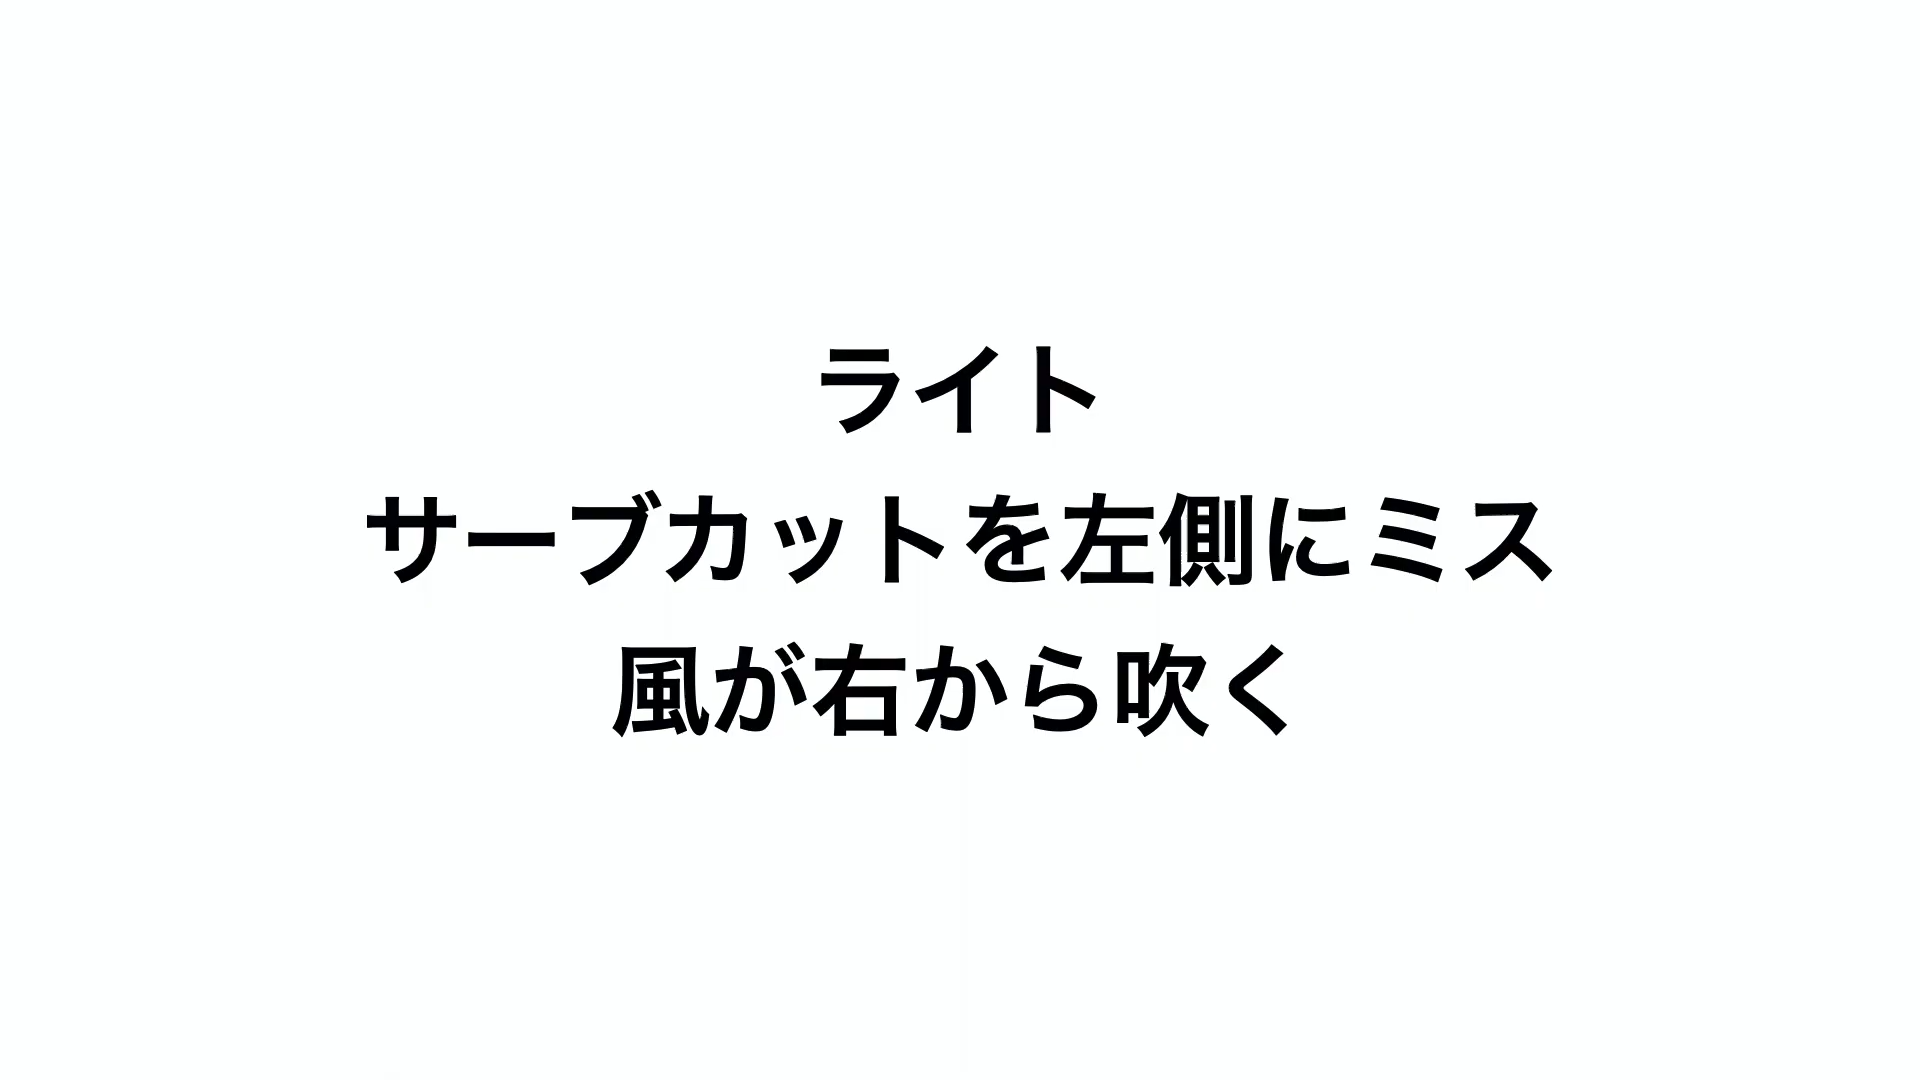 ライト
サーブカットを左側にミス
風が右から吹く